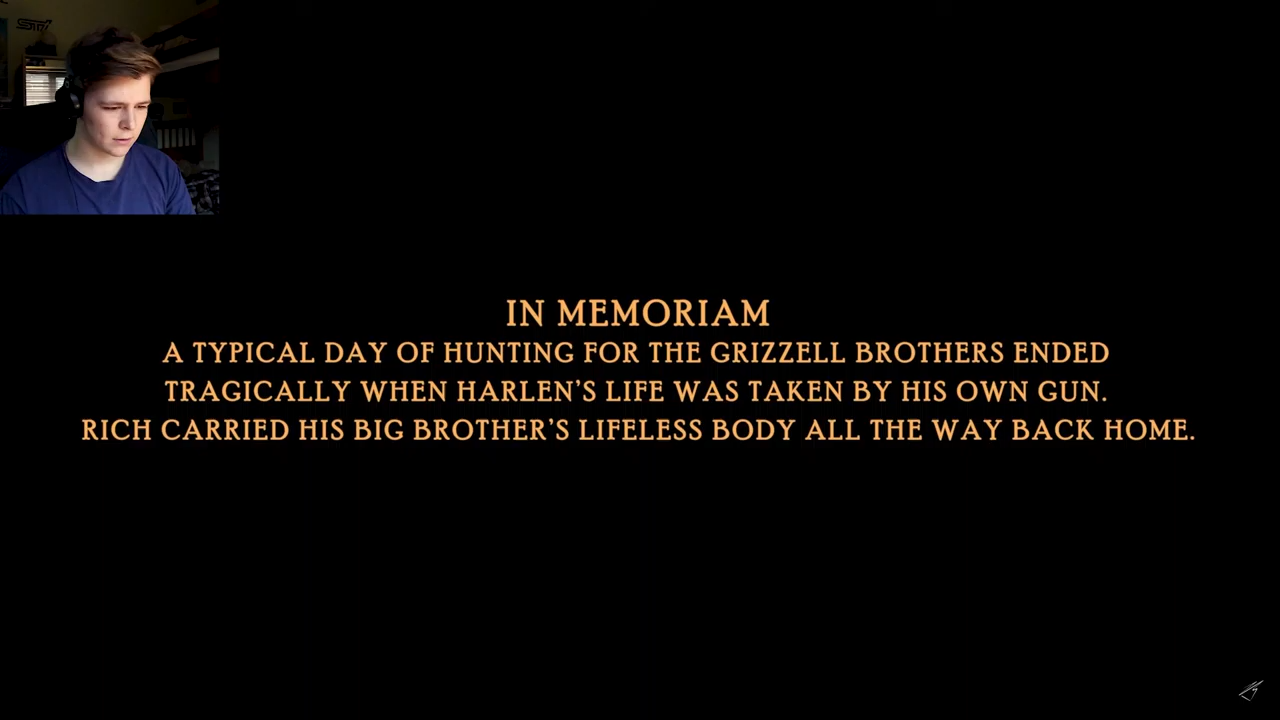 STI
IN MEMORIAM
A TYPICAL DAY OF HUNTING FOR THE GRIZZELL BROTHERS ENDED
TRAGICALLY WHEN HARLEN’S LIFE WAS TAKEN BY HIS OWN GUN.
RICH CARRIED HIS BIG BROTHER’S LIFELESS BODY ALL THE WAY BACK HOME.